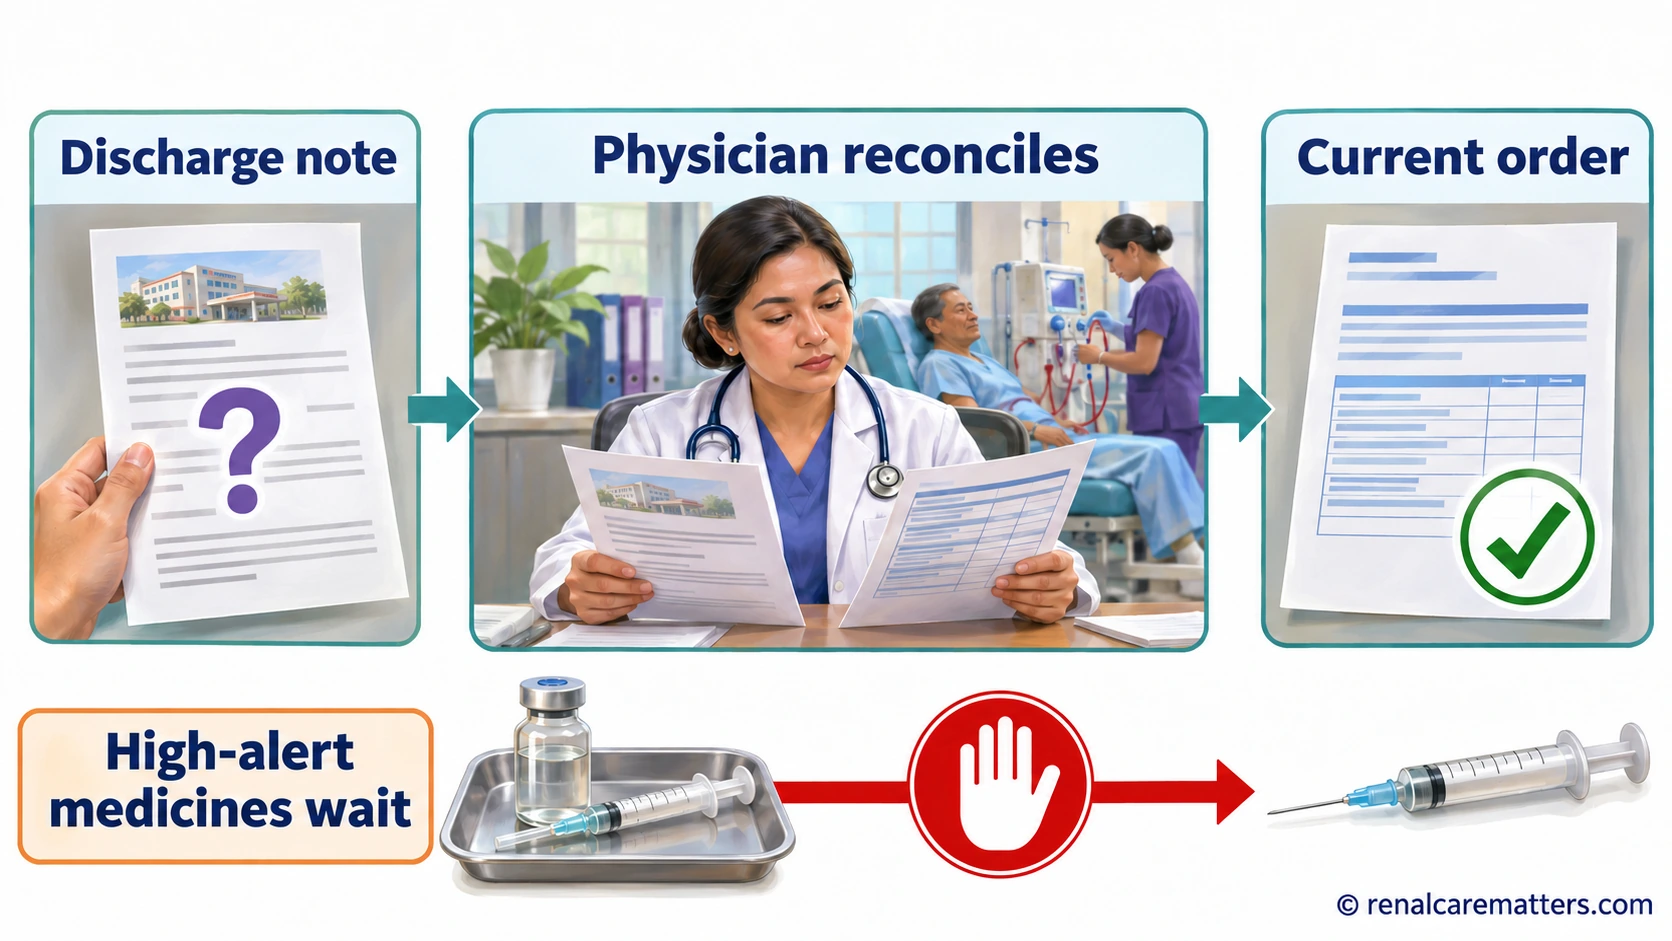 Discharge note
Physician reconciles
Current order
High-alert
medicines wait
© renalcarematters.com